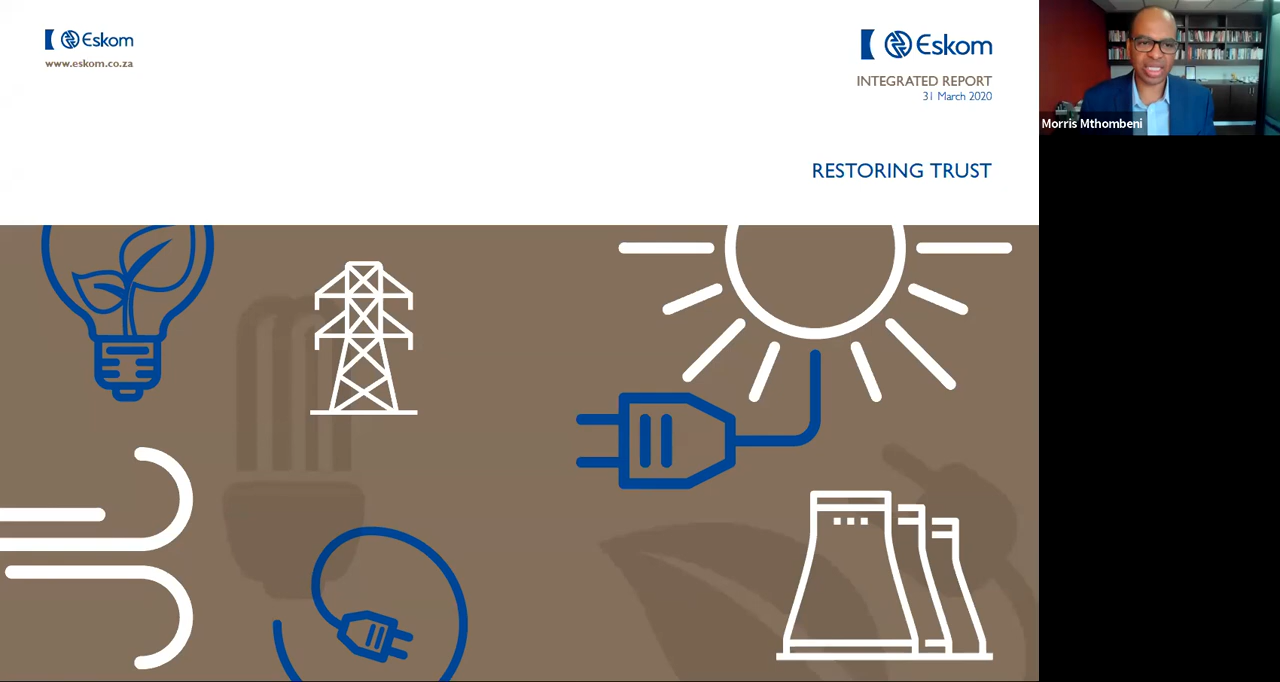 Eskom
www.eskom.co.za
Eskom
INTEGRATED REPORT
31 March 2020
RESTORING TRUST
Morris Mthombeni